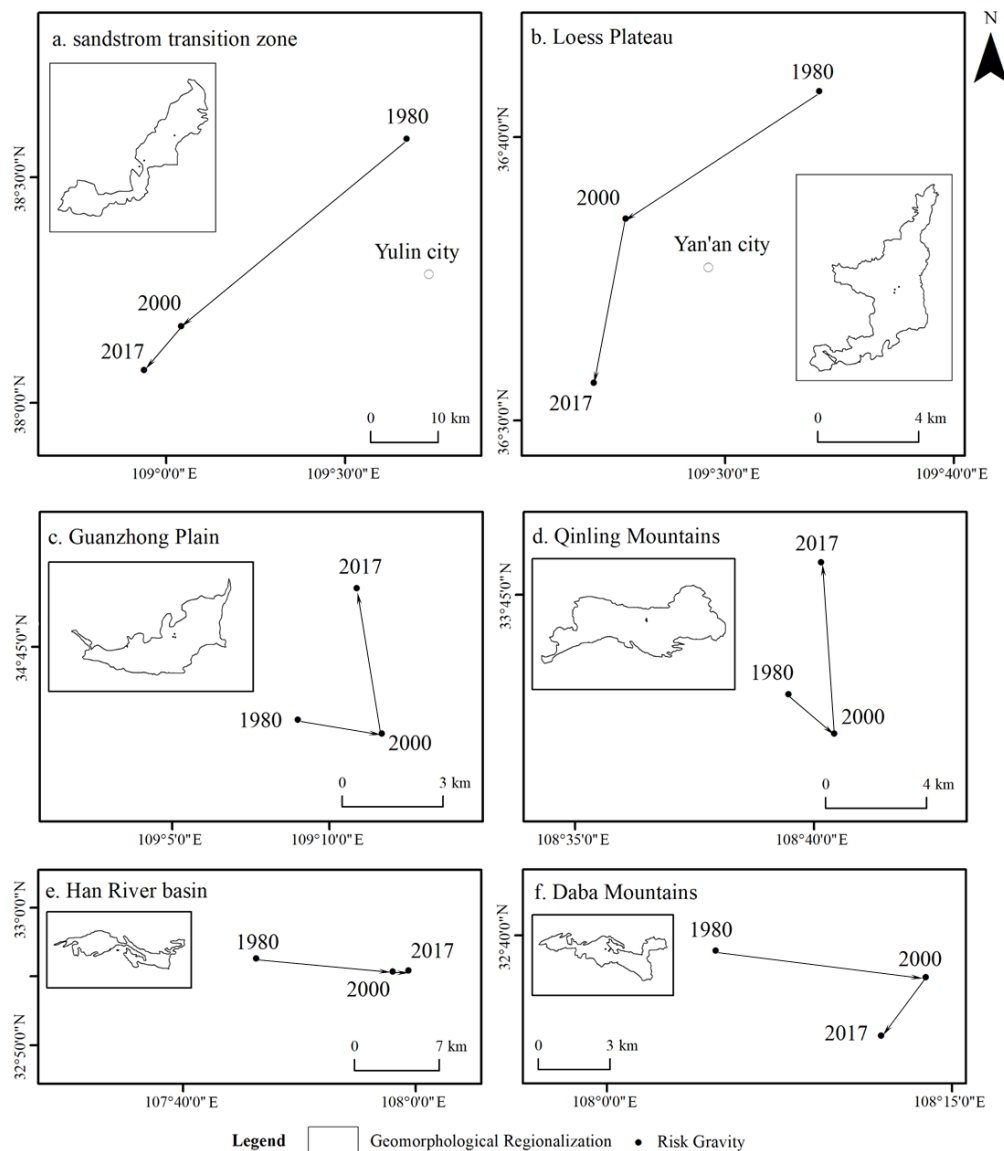 N
a. sandstrom transition zone
1980
Yulin city
2000
2017
0 10 km
38°30'0"N
38°0'0"N
109°0'0"E
109°30'0"E
b. Loess Plateau
1980
2000
Yan'an city
2017
0 4 km
36°40'0"N
36°30'0"N
109°30'0"E
109°40'0"E
c. Guanzhong Plain
2017
1980
2000
0 3 km
34°45'0"N
109°5'0"E
109°10'0"E
d. Qinling Mountains
2017
1980
2000
0 4 km
33°45'0"N
108°35'0"E
108°40'0"E
e. Han River basin
1980
2017
2000
0 7 km
33°0'0"N
32°50'0"N
107°40'0"E
108°0'0"E
f. Daba Mountains
1980
2000
2017
0 3 km
32°40'0"N
108°0'0"E
108°15'0"E
Legend Geomorphological Regionalization Risk Gravity